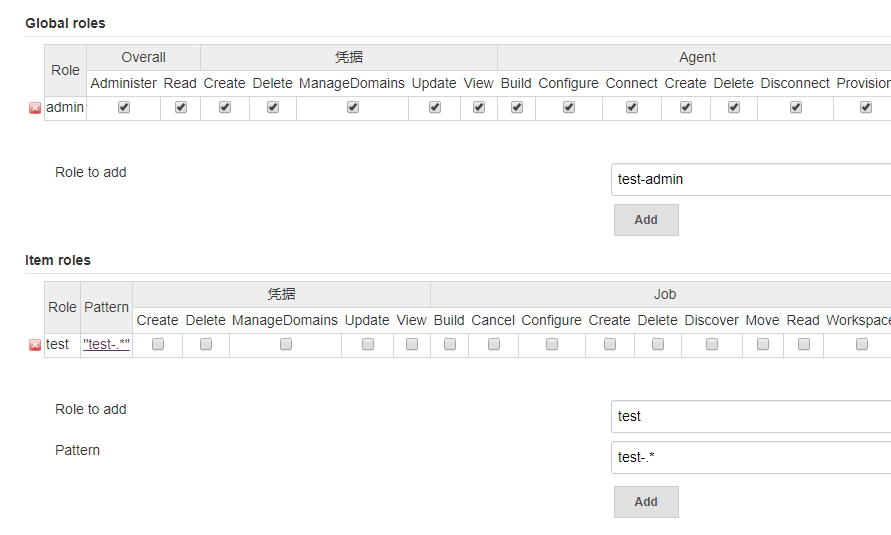 Global roles
Role Overall 凭据 Agent
Administer Read Create Delete ManageDomains Update View Build Configure Connect Create Delete Disconnect Provision
admin
Role to add test-admin
Add
Item roles
Role Pattern 凭据 Job
Create Delete ManageDomains Update View Build Cancel Configure Create Delete Discover Move Read Workspace
test "test-.*"
Role to add test
Pattern test-.*
Add